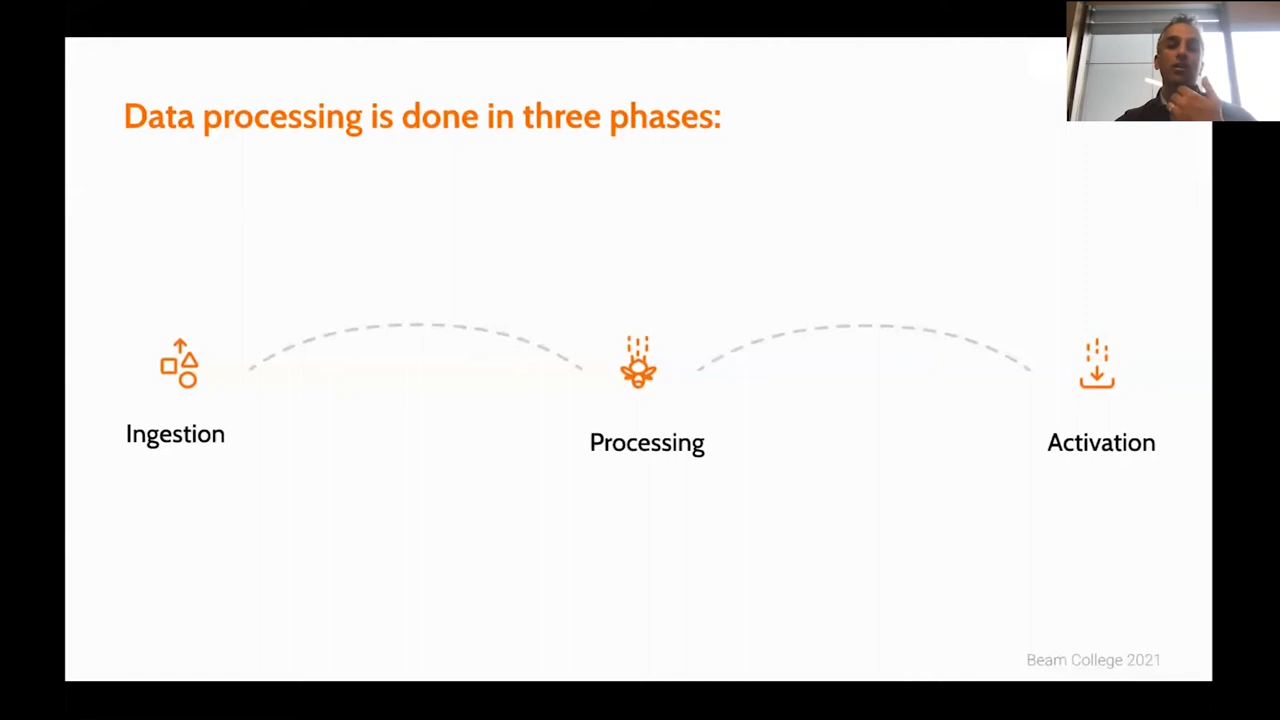 Data processing is done in three phases:
Ingestion
Processing
Activation
Beam College 2021